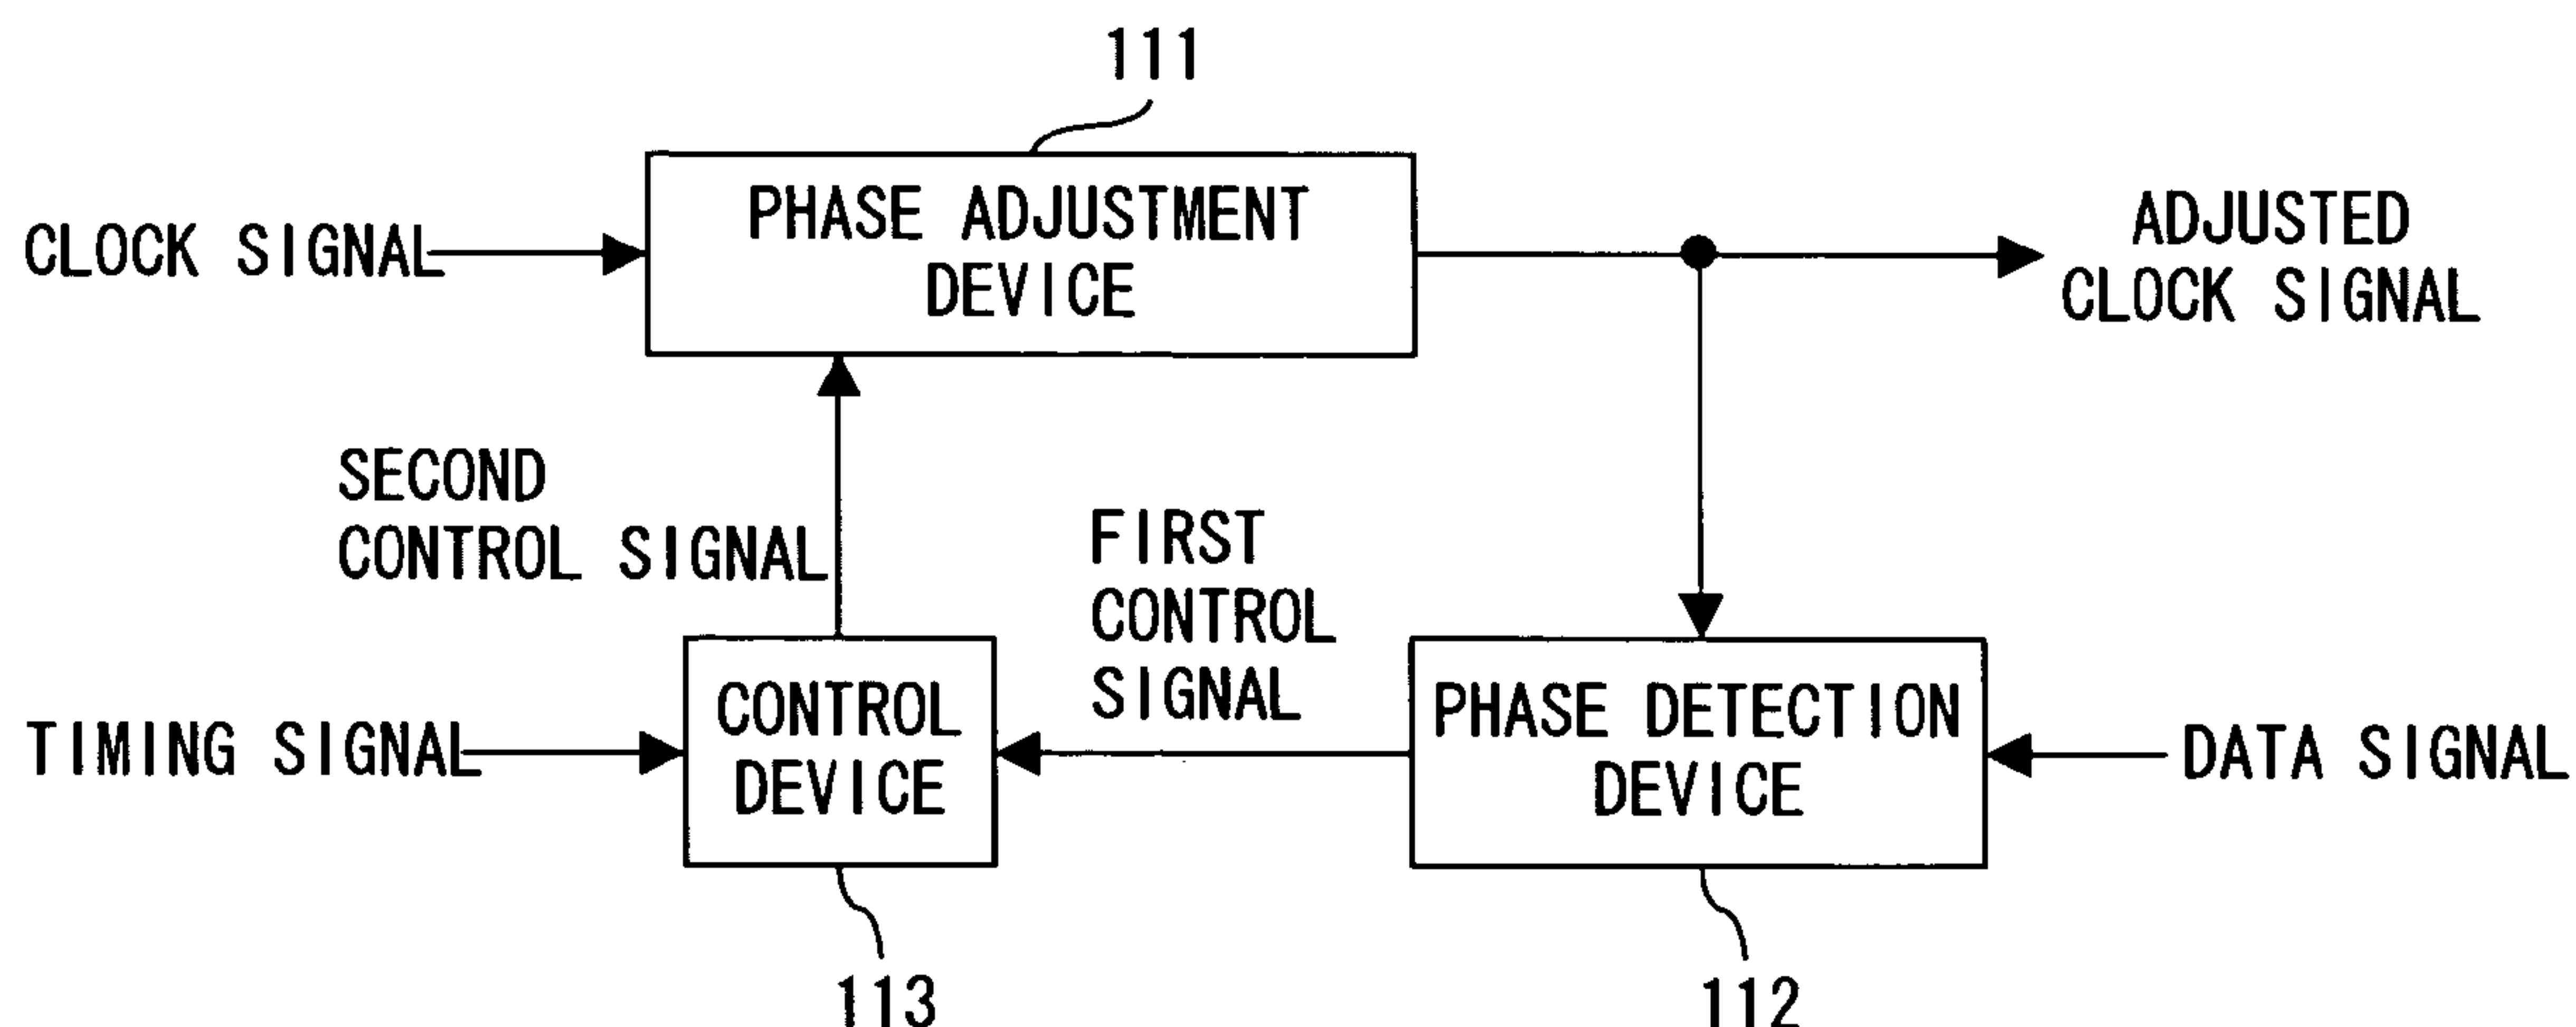 111
PHASE ADJUSTMENT
DEVICE
CLOCK SIGNAL
ADJUSTED
CLOCK SIGNAL
SECOND
CONTROL SIGNAL
FIRST
CONTROL
SIGNAL
TIMING SIGNAL
CONTROL
DEVICE
PHASE DETECTION
DEVICE
DATA SIGNAL
113
112